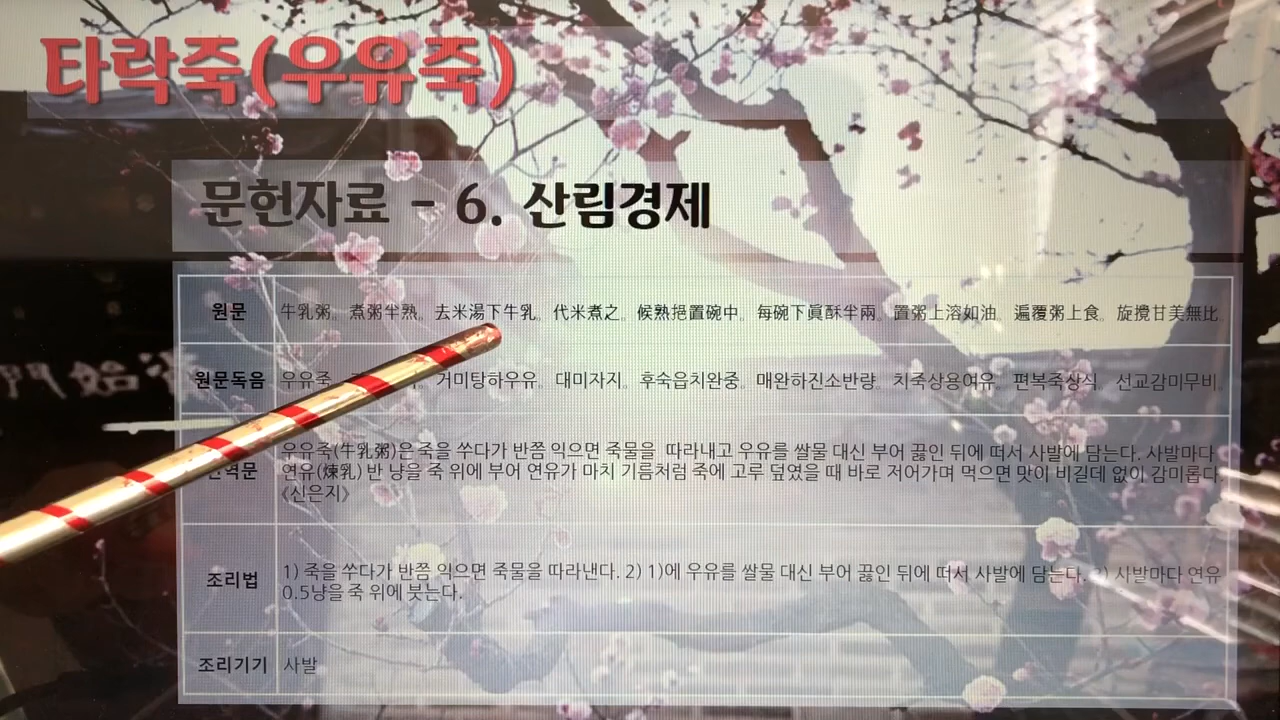 타락죽(우유죽)
문헌자료 - 6. 산림경제
원문 牛乳粥。 煮粥半熟。 去米湯下牛乳。 代米煮之。 候熟挹置碗中。 每碗下眞酥半兩。 置粥上溶如油。 遍覆粥上食。 旋攪甘美無比
원문독음 우유죽 거미탕하우유。 대미자지。 후숙읍치완중。 매완하진소반량。 치죽상용여유。 편복죽상식 선교감미무비
역문 우유죽(牛乳粥)은 죽을 쑤다가 반쯤 익으면 죽물을 따라내고 우유를 쌀물 대신 부어 끓인 뒤에 떠서 사발에 담는다. 사발마다
연유(煉乳) 반 냥을 죽 위에 부어 연유가 마치 기름처럼 죽에 고루 덮였을 때 바로 저어가며 먹으면 맛이 비길데 없이 감미롭다.
《신은지》
조리법 1) 죽을 쑤다가 반쯤 익으면 죽물을 따라낸다. 2) 1)에 우유를 쌀물 대신 부어 끓인 뒤에 떠서 사발에 담는다. 3) 사발마다 연유
0.5냥을 죽 위에 붓는다.
조리기기 사발
門 始